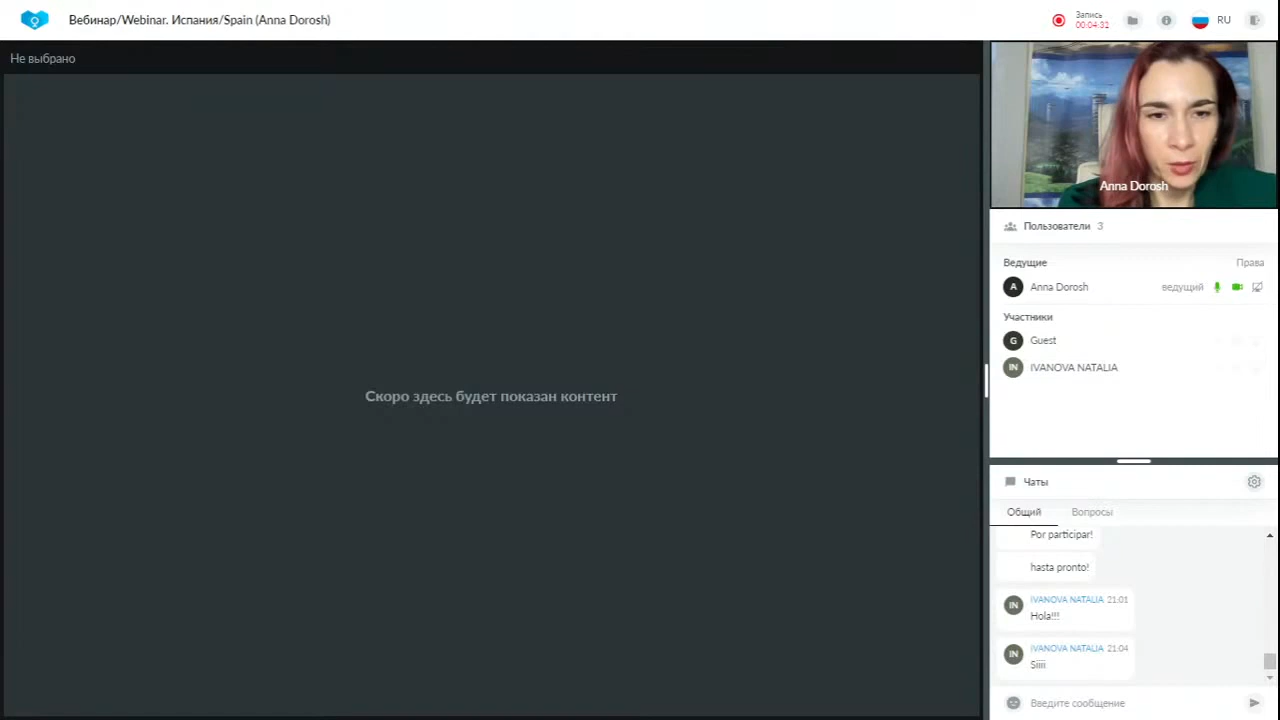 Вебинар/Webinar. Испания/Spain (Anna Dorosh)
Запись
00:04:31
RU
Не выбрано
Скоро здесь будет показан контент
Anna Dorosh
Пользователи 3
Ведущие Права
A Anna Dorosh ведущий
Участники
G Guest
IN IVANOVA NATALIA
Чаты
Общий Вопросы
Por participar!
hasta pronto!
IN IVANOVA NATALIA 21:01
Hola!!!
IN IVANOVA NATALIA 21:04
Siiii
Введите сообщение